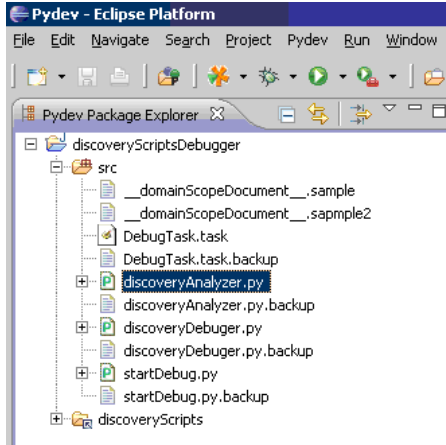 Pydev - Eclipse Platform
File Edit Navigate Search Project Pydev Run Window
Pydev Package Explorer
discoveryScriptsDebugger
src
__domainScopeDocument__.sample
__domainScopeDocument__.sapmple2
DebugTask.task
DebugTask.task.backup
discoveryAnalyzer.py
discoveryAnalyzer.py.backup
discoveryDebuger.py
discoveryDebuger.py.backup
startDebug.py
startDebug.py.backup
discoveryScripts